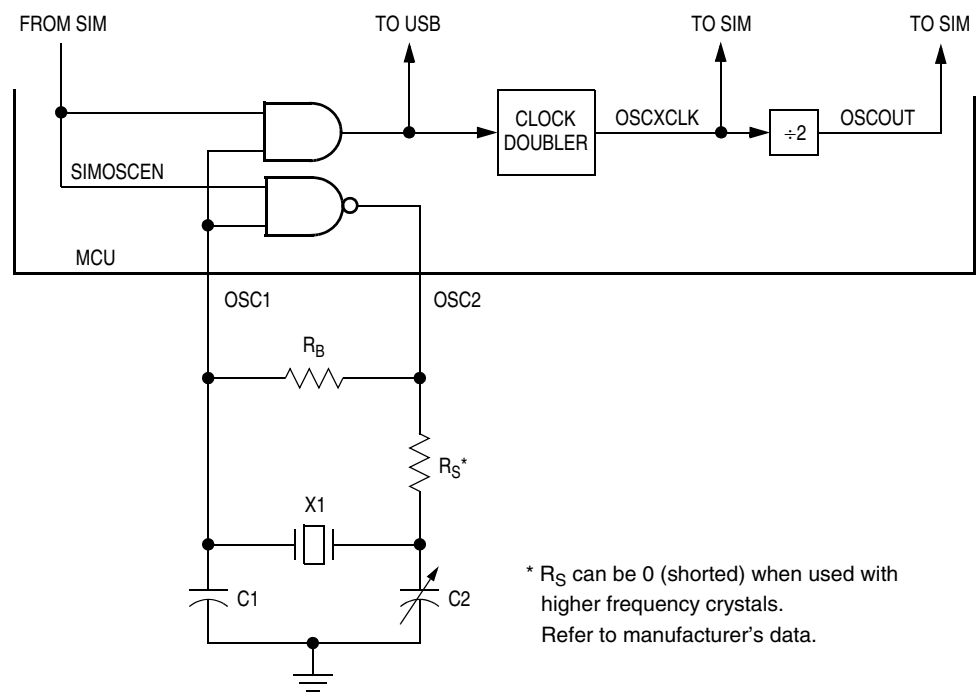 FROM SIM
TO USB
TO SIM
TO SIM
CLOCK
DOUBLER
OSCXCLK
÷2
OSCOUT
SIMOSCEN
MCU
OSC1
OSC2
R_B
R_S*
X1
C1
C2
* R_S can be 0 (shorted) when used with
higher frequency crystals.
Refer to manufacturer's data.